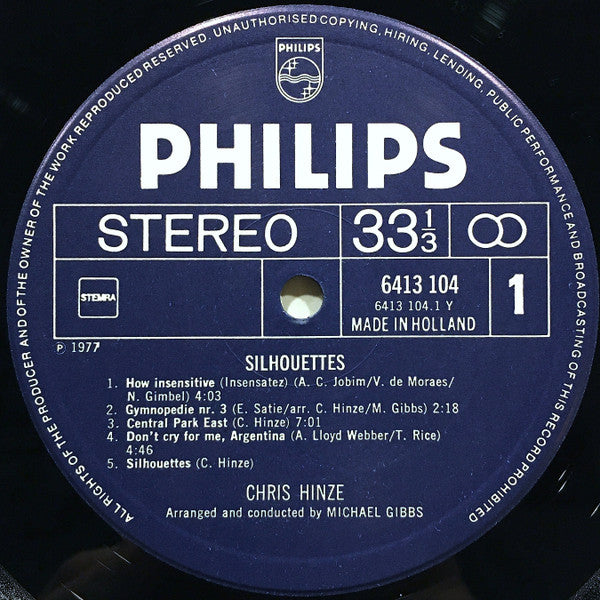 ALL RIGHTS OF THE PRODUCER AND OF THE OWNER OF THE WORK REPRODUCED RESERVED. UNAUTHORISED COPYING, HIRING, LENDING, PUBLIC PERFORMANCE AND BROADCASTING OF THIS RECORD PROHIBITED
PHILIPS
PHILIPS
STEREO 33 1/3
STEMRA
6413 104
6413 104.1 Y
MADE IN HOLLAND
1
℗ 1977
SILHOUETTES
1. How insensitive (Insensatez) (A. C. Jobim/V. de Moraes/
N. Gimbel) 4:03
2. Gymnopedie nr. 3 (E. Satie/arr. C. Hinze/M. Gibbs) 2:18
3. Central Park East (C. Hinze) 7:01
4. Don't cry for me, Argentina (A. Lloyd Webber/T. Rice)
4:46
5. Silhouettes (C. Hinze)
CHRIS HINZE
Arranged and conducted by MICHAEL GIBBS